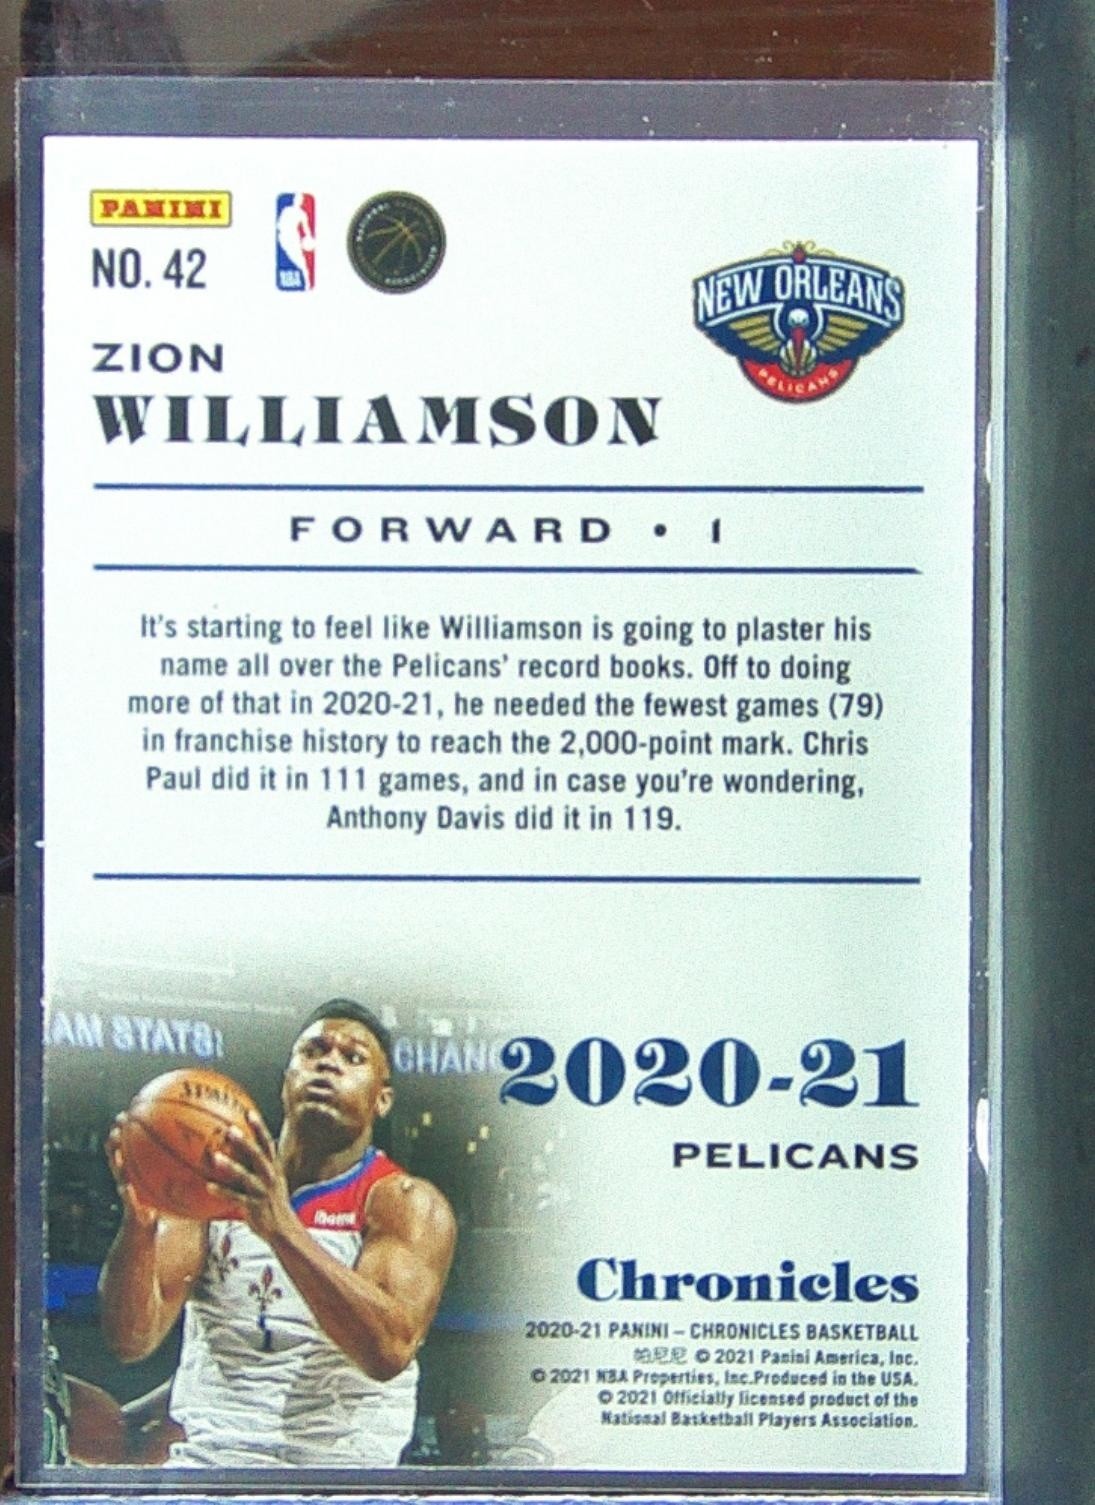 PANINI
NO. 42
NBA
NEW ORLEANS
PELICANS
ZION
WILLIAMSON
FORWARD • 1
It's starting to feel like Williamson is going to plaster his
name all over the Pelicans' record books. Off to doing
more of that in 2020-21, he needed the fewest games (79)
in franchise history to reach the 2,000-point mark. Chris
Paul did it in 111 games, and in case you're wondering,
Anthony Davis did it in 119.
AM STATS:
CHANG
SPALDING
2020-21
PELICANS
1
Chronicles
2020-21 PANINI – CHRONICLES BASKETBALL
帕尼尼 © 2021 Panini America, Inc.
© 2021 NBA Properties, Inc.Produced in the USA.
© 2021 Officially licensed product of the
National Basketball Players Association.